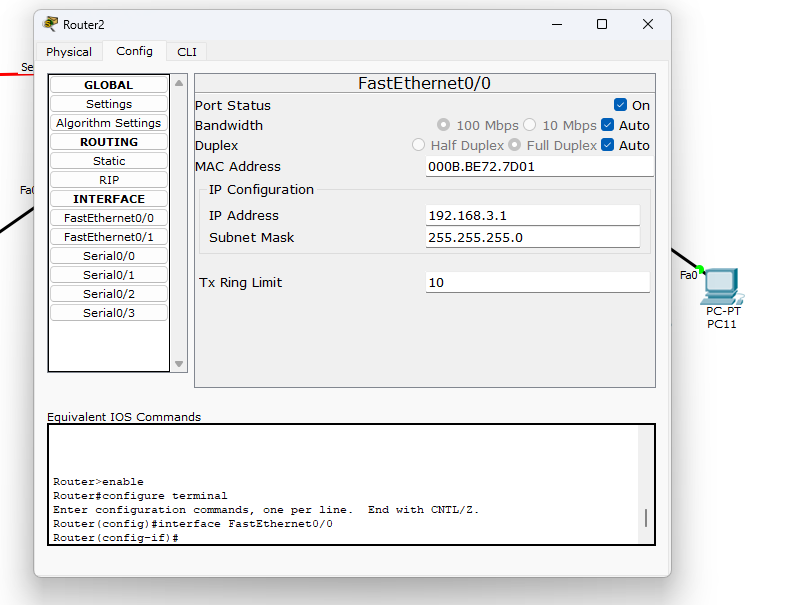 Router2
Physical Config CLI
Se
GLOBAL
Settings
Algorithm Settings
ROUTING
Static
RIP
INTERFACE
FastEthernet0/0
FastEthernet0/1
Serial0/0
Serial0/1
Serial0/2
Serial0/3
FastEthernet0/0
Port Status On
Bandwidth 100 Mbps 10 Mbps Auto
Duplex Half Duplex Full Duplex Auto
MAC Address 000B.BE72.7D01
IP Configuration
IP Address 192.168.3.1
Subnet Mask 255.255.255.0
Tx Ring Limit 10
Fa0
Fa0
PC-PT
PC11
Equivalent IOS Commands
Router>enable
Router#configure terminal
Enter configuration commands, one per line.  End with CNTL/Z.
Router(config)#interface FastEthernet0/0
Router(config-if)#